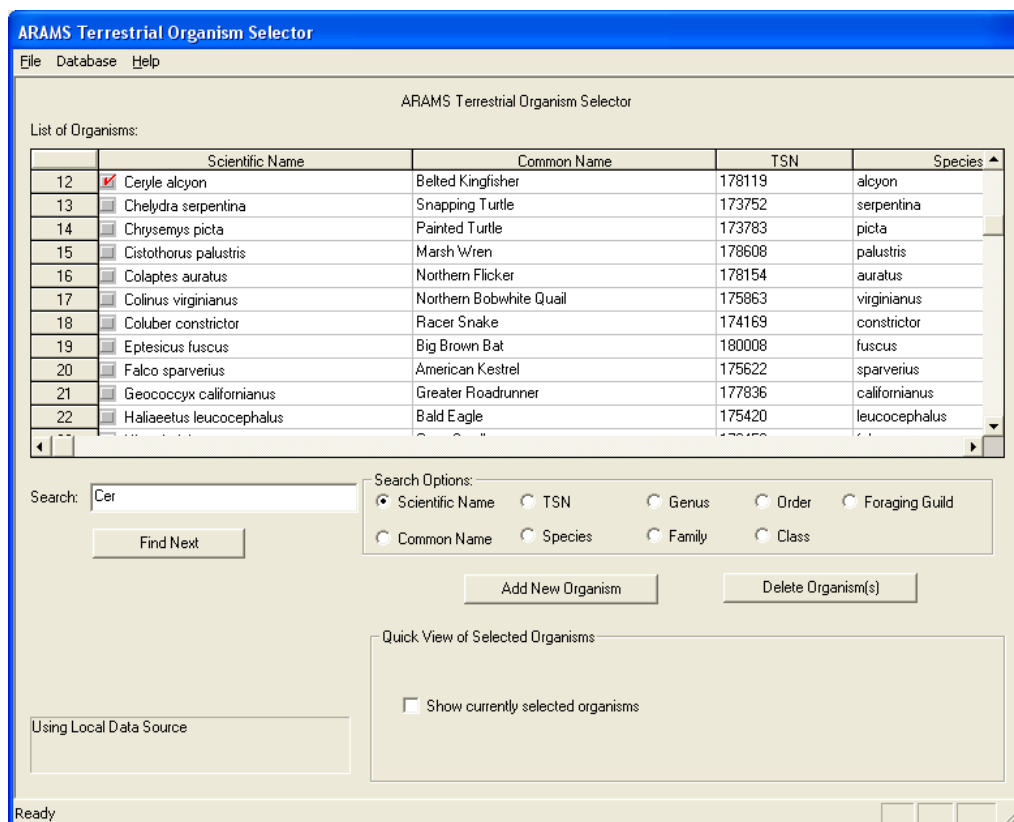 ARAMS Terrestrial Organism Selector
File Database Help
ARAMS Terrestrial Organism Selector
List of Organisms:
Scientific Name Common Name TSN Species
12 Ceryle alcyon Belted Kingfisher 178119 alcyon
13 Chelydra serpentina Snapping Turtle 173752 serpentina
14 Chrysemys picta Painted Turtle 173783 picta
15 Cistothorus palustris Marsh Wren 178608 palustris
16 Colaptes auratus Northern Flicker 178154 auratus
17 Colinus virginianus Northern Bobwhite Quail 175863 virginianus
18 Coluber constrictor Racer Snake 174169 constrictor
19 Eptesicus fuscus Big Brown Bat 180008 fuscus
20 Falco sparverius American Kestrel 175622 sparverius
21 Geococcyx californianus Greater Roadrunner 177836 californianus
22 Haliaeetus leucocephalus Bald Eagle 175420 leucocephalus
Search: Cer
Search Options:
Scientific Name TSN Genus Order Foraging Guild
Common Name Species Family Class
Find Next
Add New Organism Delete Organism(s)
Quick View of Selected Organisms
Show currently selected organisms
Using Local Data Source
Ready